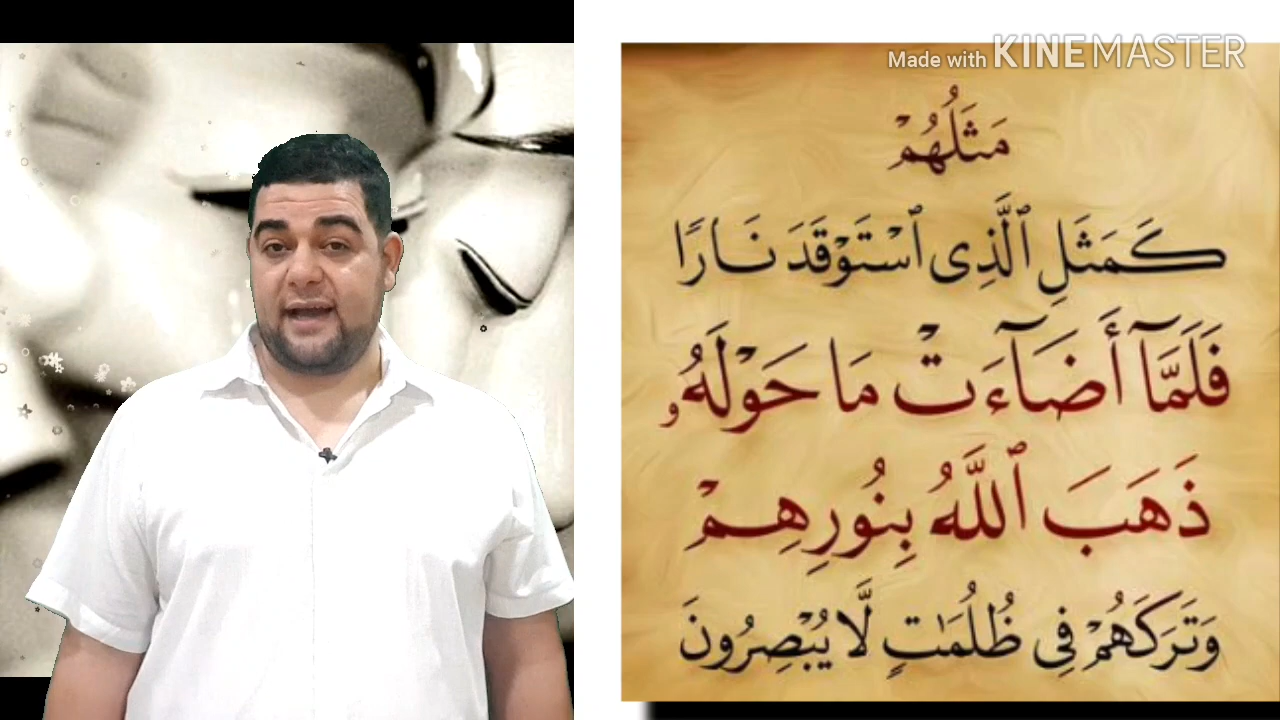 Made with KINEMASTER
مَثَلُهُمْ
كَمَثَلِ ٱلَّذِى ٱسْتَوْقَدَ نَارًا
فَلَمَّآ أَضَآءَتْ مَا حَوْلَهُۥ
ذَهَبَ ٱللَّهُ بِنُورِهِمْ
وَتَرَكَهُمْ فِى ظُلُمَٰتٍ لَّا يُبْصِرُونَ